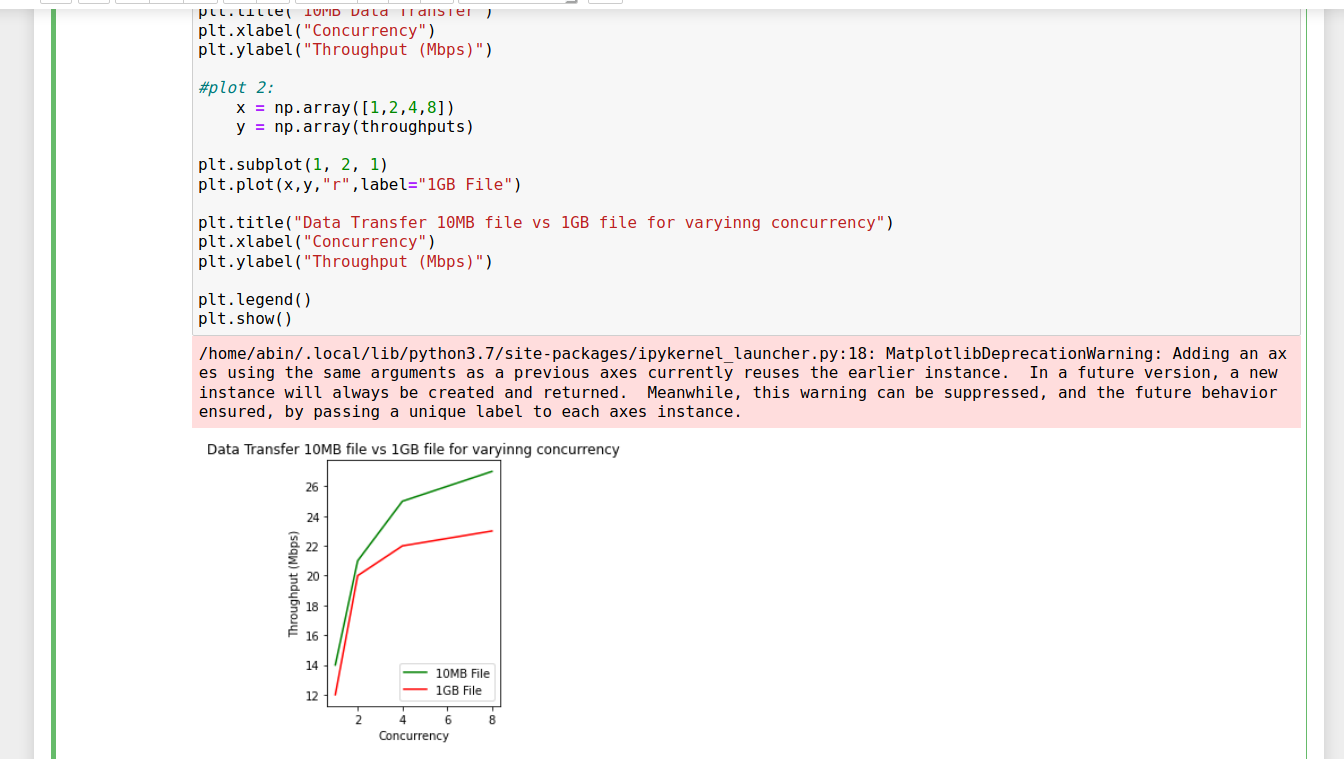 plt.title("10MB Data Transfer")
plt.xlabel("Concurrency")
plt.ylabel("Throughput (Mbps)")
#plot 2:
    x = np.array([1,2,4,8])
    y = np.array(throughputs)
plt.subplot(1, 2, 1)
plt.plot(x,y,"r",label="1GB File")
plt.title("Data Transfer 10MB file vs 1GB file for varyinng concurrency")
plt.xlabel("Concurrency")
plt.ylabel("Throughput (Mbps)")
plt.legend()
plt.show()
/home/abin/.local/lib/python3.7/site-packages/ipykernel_launcher.py:18: MatplotlibDeprecationWarning: Adding an ax
es using the same arguments as a previous axes currently reuses the earlier instance.  In a future version, a new
instance will always be created and returned.  Meanwhile, this warning can be suppressed, and the future behavior
ensured, by passing a unique label to each axes instance.
Data Transfer 10MB file vs 1GB file for varyinng concurrency
26
24
22
20
18
16
14
12
Throughput (Mbps)
10MB File
1GB File
2 4 6 8
Concurrency